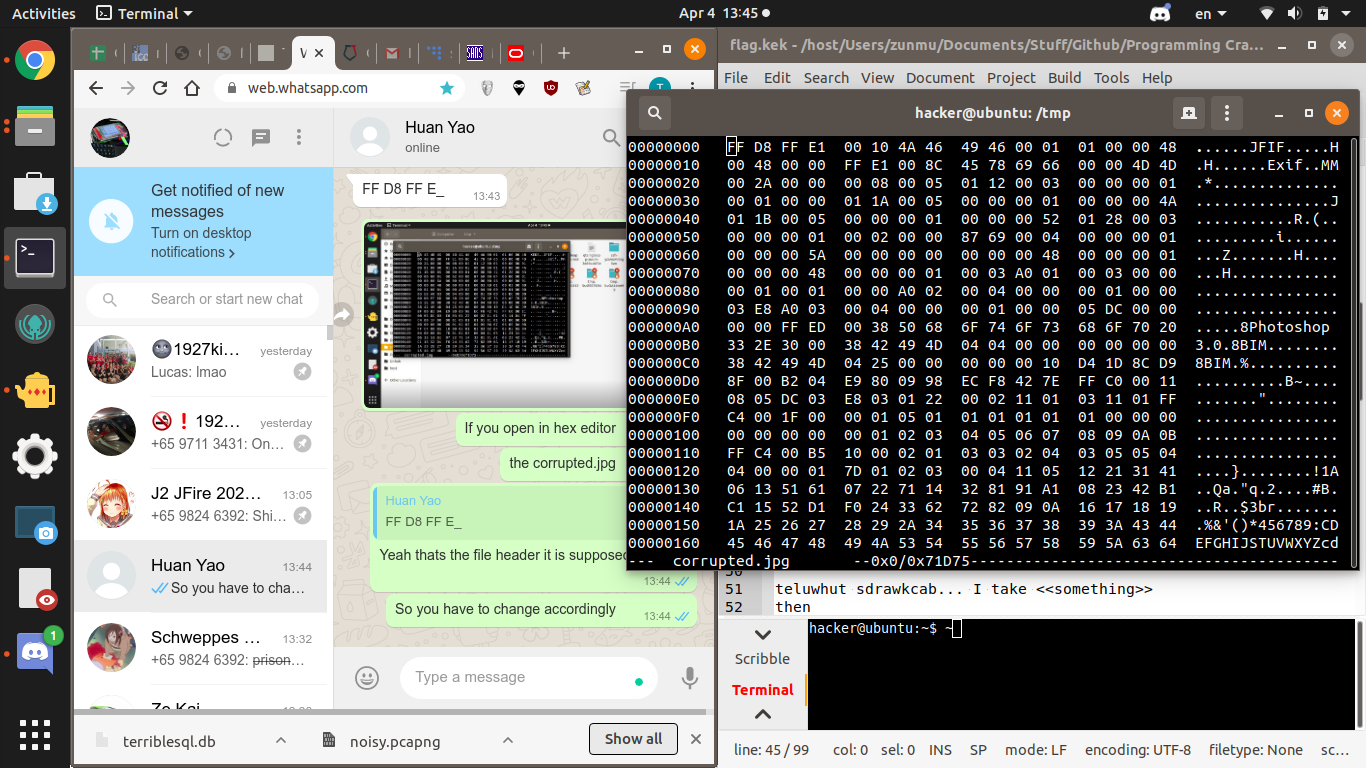 Activities
Terminal
Apr 4 13:45
en
W
SANS
web.whatsapp.com
T
Get notified of new
messages
Turn on desktop
notifications >
Search or start new chat
1927ki... yesterday
Lucas: lmao
192... yesterday
+65 9711 3431: On...
J2 JFire 202... 13:05
+65 9824 6392: Shi...
Huan Yao 13:44
So you have to cha...
Schweppes ... 13:32
+65 9824 6392: prison...
Ze Kai
1
Huan Yao
online
FF D8 FF E_ 13:43
If you open in hex editor
the corrupted.jpg
Huan Yao
FF D8 FF E_
Yeah thats the file header it is supposed
13:44
So you have to change accordingly 13:44
Type a message
terriblesql.db
noisy.pcapng
Show all
flag.kek - /host/Users/zunmu/Documents/Stuff/Github/Programming Cra...
File Edit Search View Document Project Build Tools Help
hacker@ubuntu: /tmp
00000000 FF D8 FF E1 00 10 4A 46 49 46 00 01 01 00 00 48 ......JFIF.....H
00000010 00 48 00 00 FF E1 00 8C 45 78 69 66 00 00 4D 4D .H......Exif..MM
00000020 00 2A 00 00 00 08 00 05 01 12 00 03 00 00 00 01 .*..............
00000030 00 01 00 00 01 1A 00 05 00 00 00 01 00 00 00 4A ...............J
00000040 01 1B 00 05 00 00 00 01 00 00 00 52 01 28 00 03 ...........R.(..
00000050 00 00 00 01 00 02 00 00 87 69 00 04 00 00 00 01 .........i......
00000060 00 00 00 5A 00 00 00 00 00 00 00 48 00 00 00 01 ...Z.......H....
00000070 00 00 00 48 00 00 00 01 00 03 A0 01 00 03 00 00 ...H............
00000080 00 01 00 01 00 00 A0 02 00 04 00 00 00 01 00 00 ................
00000090 03 E8 A0 03 00 04 00 00 00 01 00 00 05 DC 00 00 ................
000000A0 00 00 FF ED 00 38 50 68 6F 74 6F 73 68 6F 70 20 .....8Photoshop
000000B0 33 2E 30 00 38 42 49 4D 04 04 00 00 00 00 00 00 3.0.8BIM........
000000C0 38 42 49 4D 04 25 00 00 00 00 00 10 D4 1D 8C D9 8BIM.%..........
000000D0 8F 00 B2 04 E9 80 09 98 EC F8 42 7E FF C0 00 11 ..........B~....
000000E0 08 05 DC 03 E8 03 01 22 00 02 11 01 03 11 01 FF ......."........
000000F0 C4 00 1F 00 00 01 05 01 01 01 01 01 01 00 00 00 ................
00000100 00 00 00 00 00 01 02 03 04 05 06 07 08 09 0A 0B ................
00000110 FF C4 00 B5 10 00 02 01 03 03 02 04 03 05 05 04 ................
00000120 04 00 00 01 7D 01 02 03 00 04 11 05 12 21 31 41 ....}........!1A
00000130 06 13 51 61 07 22 71 14 32 81 91 A1 08 23 42 B1 ..Qa."q.2....#B.
00000140 C1 15 52 D1 F0 24 33 62 72 82 09 0A 16 17 18 19 ..R..$3br.......
00000150 1A 25 26 27 28 29 2A 34 35 36 37 38 39 3A 43 44 .%&'()*456789:CD
00000160 45 46 47 48 49 4A 53 54 55 56 57 58 59 5A 63 64 EFGHIJSTUVWXYZcd
--- corrupted.jpg --0x0/0x71D75---
50
51 teluwhut sdrawkcab... I take <<something>>
52 then
Scribble
Terminal
hacker@ubuntu:~$ ~
line: 45 / 99 col: 0 sel: 0 INS SP mode: LF encoding: UTF-8 filetype: None sc...